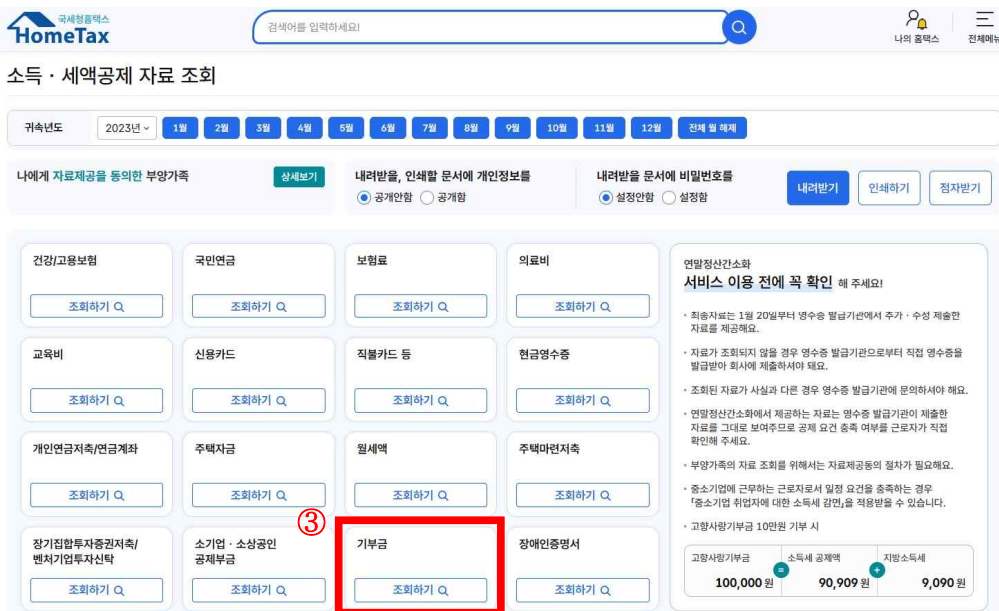 국세청홈택스
HomeTax
검색어를 입력하세요!
나의 홈택스
전체메뉴
소득 · 세액공제 자료 조회
귀속년도
2023년
1월
2월
3월
4월
5월
6월
7월
8월
9월
10월
11월
12월
전체 월 해제
나에게 자료제공을 동의한 부양가족
상세보기
내려받을, 인쇄할 문서에 개인정보를
공개안함 공개함
내려받을 문서에 비밀번호를
설정안함 설정함
내려받기
인쇄하기
점자받기
건강/고용보험
조회하기
국민연금
조회하기
보험료
조회하기
의료비
조회하기
교육비
조회하기
신용카드
조회하기
직불카드 등
조회하기
현금영수증
조회하기
개인연금저축/연금계좌
조회하기
주택자금
조회하기
월세액
조회하기
주택마련저축
조회하기
장기집합투자증권저축/
벤처기업투자신탁
조회하기
소기업 · 소상공인
공제부금
조회하기
③
기부금
조회하기
장애인증명서
조회하기
연말정산간소화
서비스 이용 전에 꼭 확인 해 주세요!
· 최종자료는 1월 20일부터 영수증 발급기관에서 추가 · 수정 제출한
자료를 제공해요.
· 자료가 조회되지 않을 경우 영수증 발급기관으로부터 직접 영수증을
발급받아 회사에 제출하셔야 돼요.
· 조회된 자료가 사실과 다른 경우 영수증 발급기관에 문의하셔야 해요.
· 연말정산간소화에서 제공하는 자료는 영수증 발급기관이 제출한
자료를 그대로 보여주므로 공제 요건 충족 여부를 근로자가 직접
확인해 주세요.
· 부양가족의 자료 조회를 위해서는 자료제공동의 절차가 필요해요.
· 중소기업에 근무하는 근로자로서 일정 요건을 충족하는 경우
「중소기업 취업자에 대한 소득세 감면」을 적용받을 수 있습니다.
· 고향사랑기부금 10만원 기부 시
고향사랑기부금
100,000 원
=
소득세 공제액
90,909 원
+
지방소득세
9,090 원